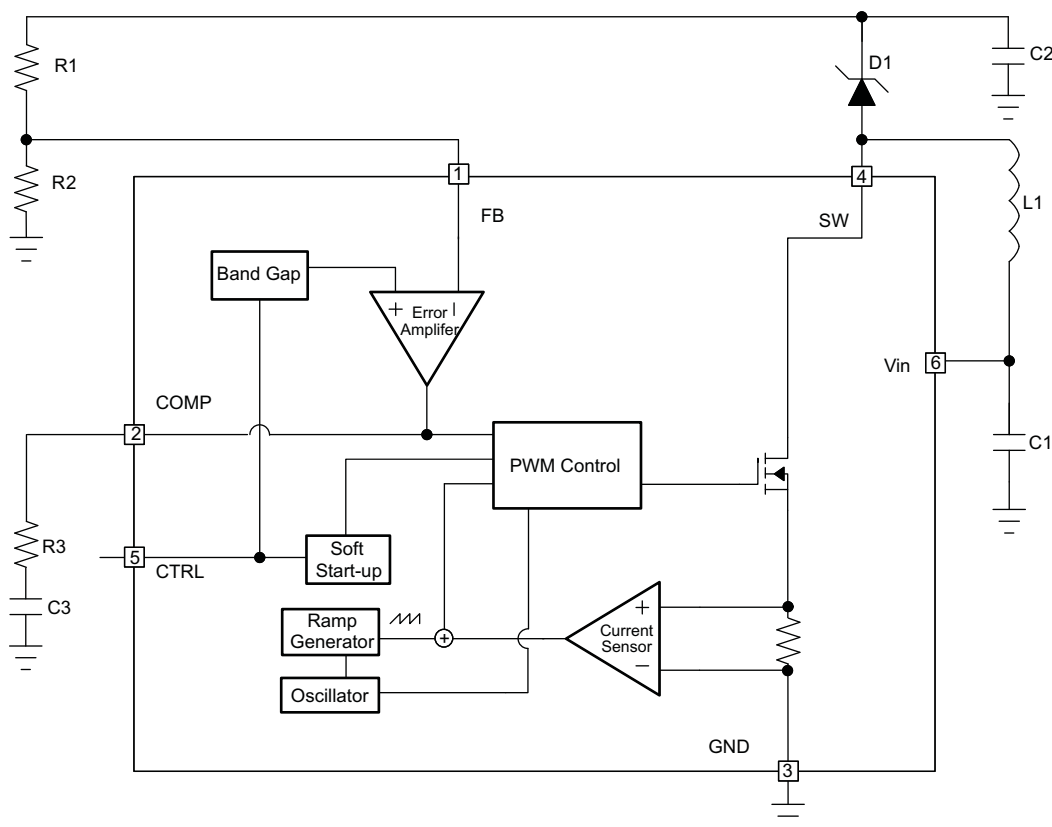 R1
D1
C2
R2
1
4
FB
SW
L1
Band Gap
+ Error –
Amplifer
Vin
6
COMP
2
C1
PWM Control
R3
5
CTRL
Soft
Start-up
C3
Ramp
Generator
+
+
Current
Sensor
–
Oscillator
GND
3